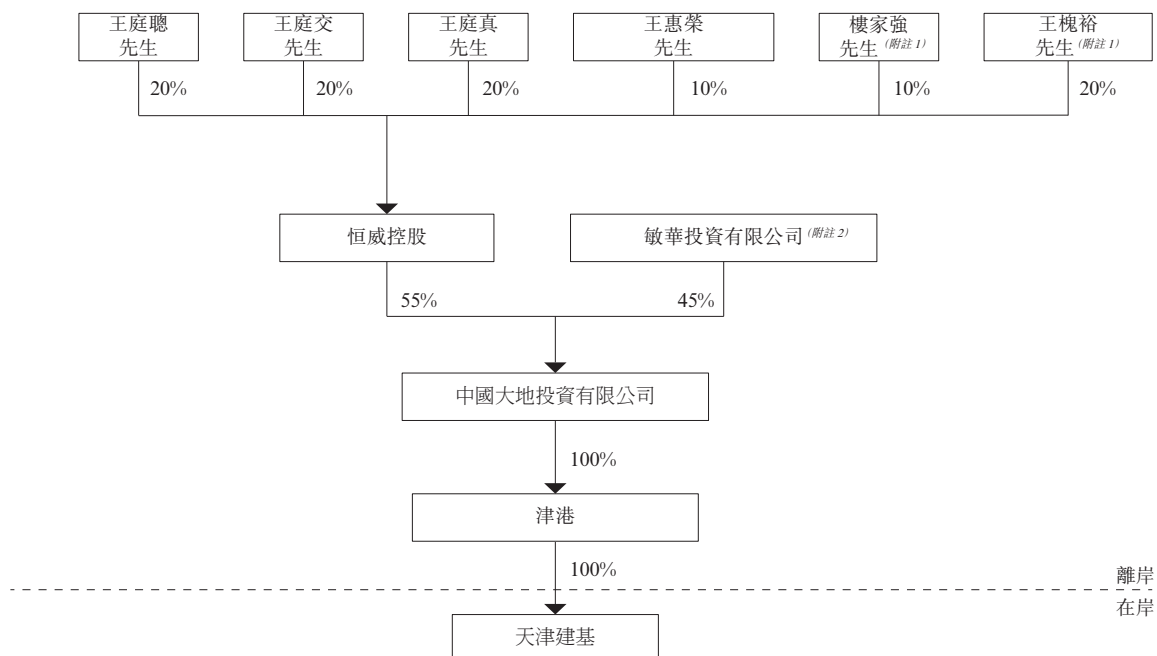 王庭聰
先生
王庭交
先生
王庭真
先生
王惠榮
先生
樓家強
先生(附註 1)
王槐裕
先生(附註 1)
20%
20%
20%
10%
10%
20%
恒威控股
敏華投資有限公司(附註 2)
55%
45%
中國大地投資有限公司
100%
津港
100%
離岸
在岸
天津建基